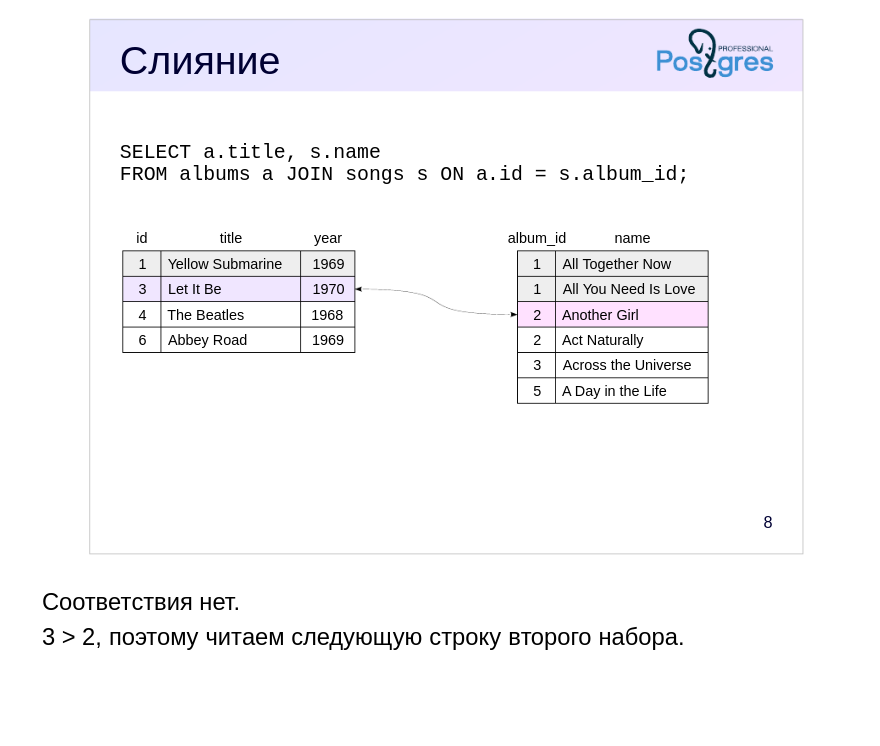 Слияние
PROFESSIONAL
Postgres
SELECT a.title, s.name
FROM albums a JOIN songs s ON a.id = s.album_id;
id title year
1 Yellow Submarine 1969
3 Let It Be 1970
4 The Beatles 1968
6 Abbey Road 1969
album_id name
1 All Together Now
1 All You Need Is Love
2 Another Girl
2 Act Naturally
3 Across the Universe
5 A Day in the Life
8
Соответствия нет.
3 > 2, поэтому читаем следующую строку второго набора.